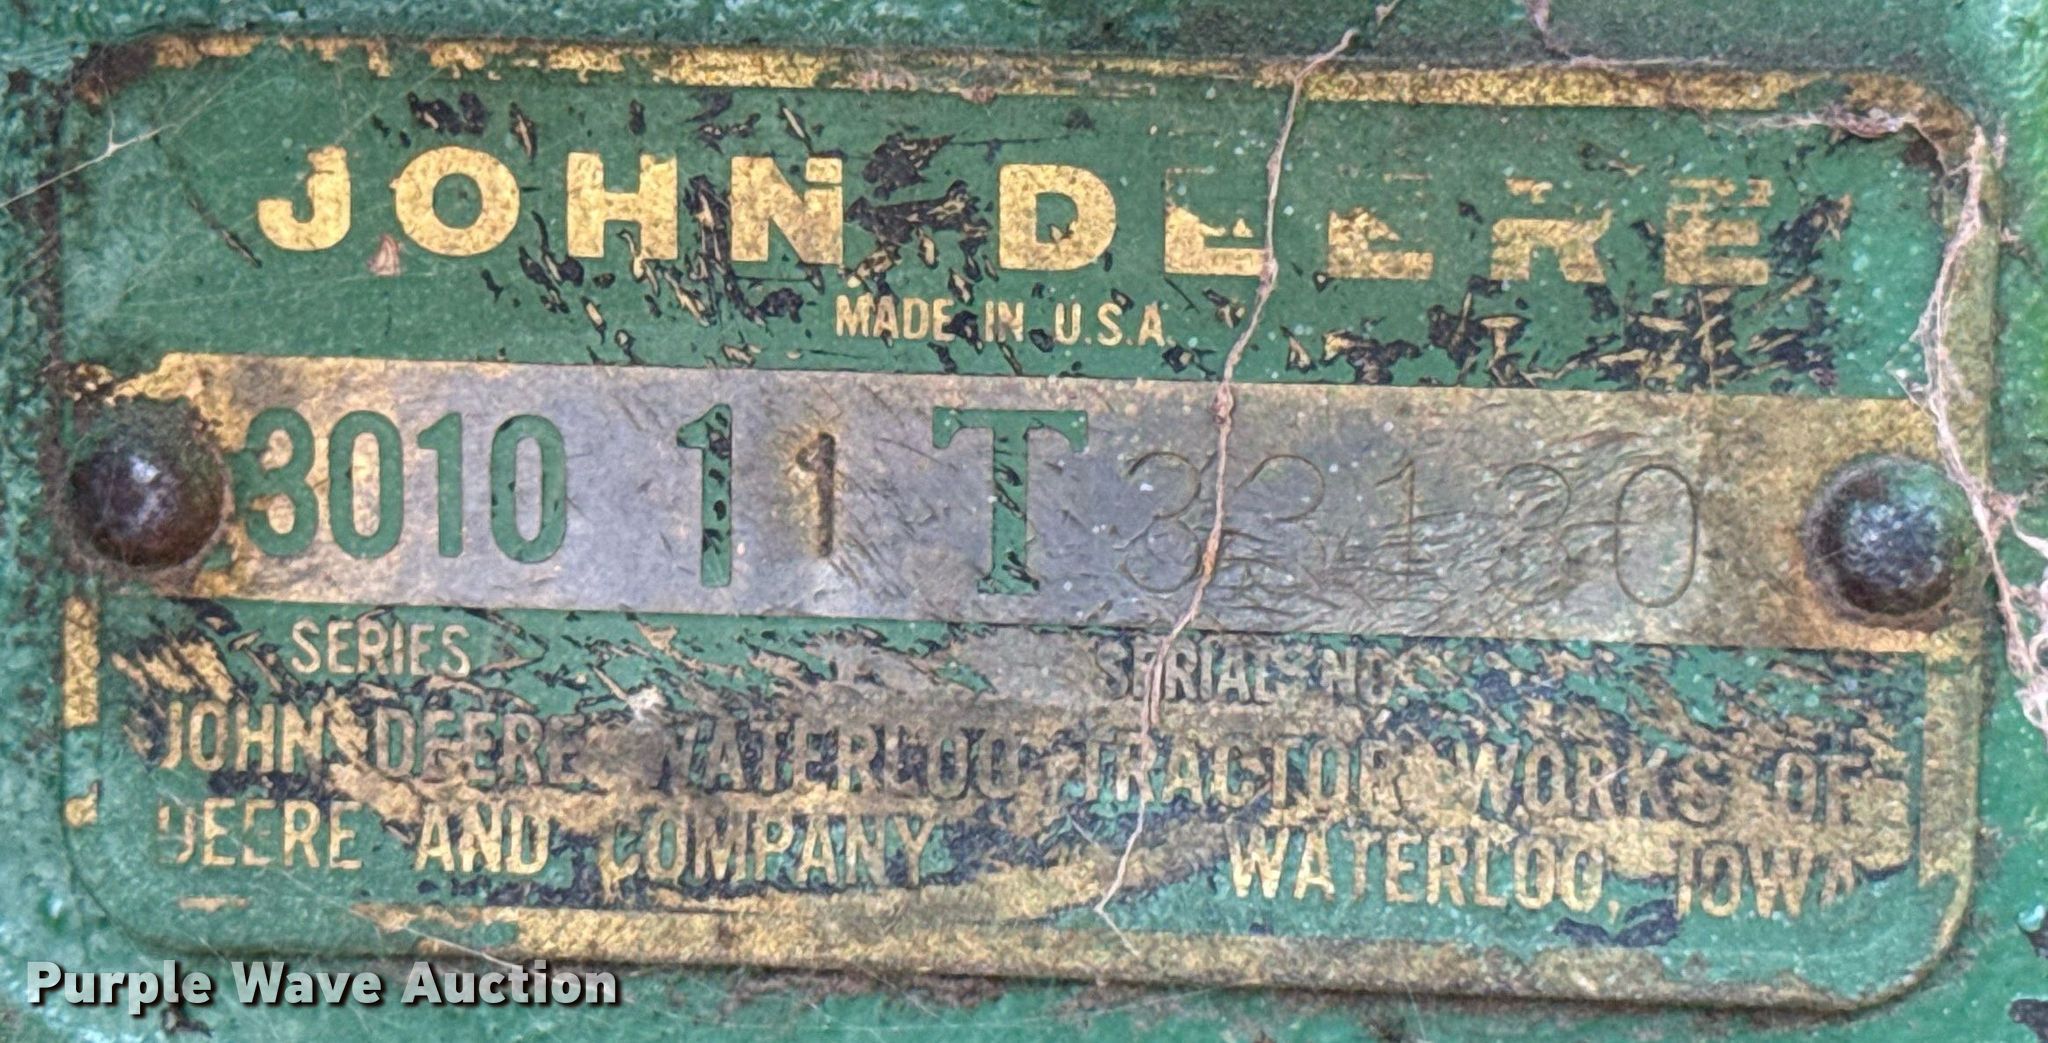 JOHN DEERE
MADE IN U.S.A.
3010 11 T
SERIES SERIAL NO
JOHN DEERE WATERLOO TRACTOR WORKS OF
DEERE AND COMPANY WATERLOO, IOWA
Purple Wave Auction